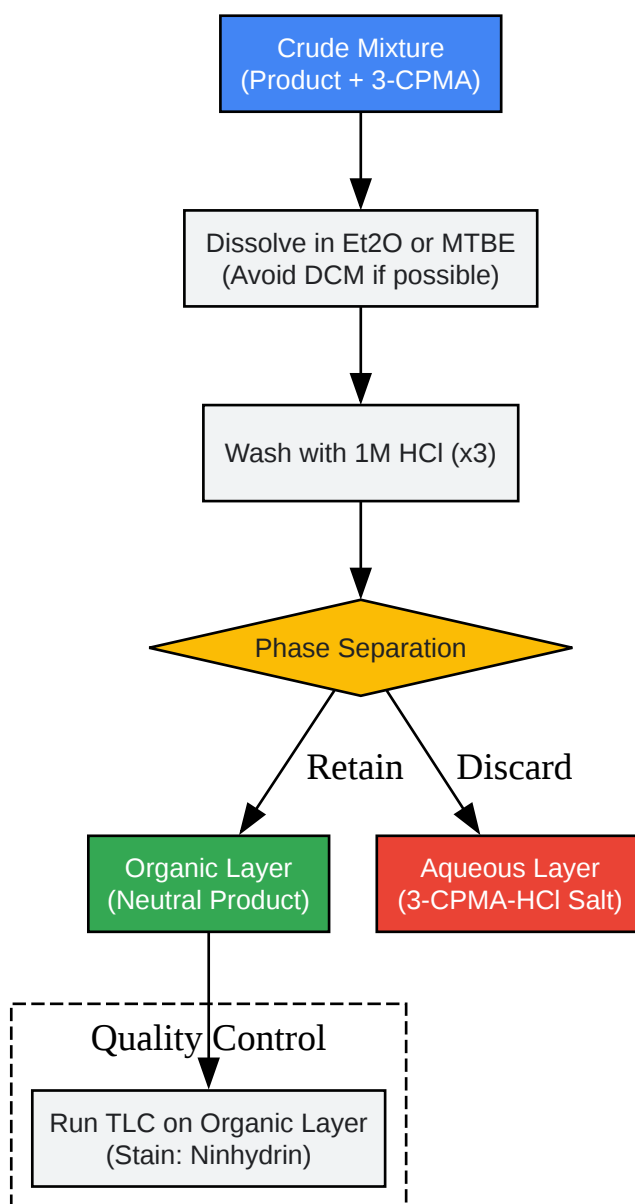 Crude Mixture
(Product + 3-CPMA)
Dissolve in Et2O or MTBE
(Avoid DCM if possible)
Wash with 1M HCl (x3)
Phase Separation
Retain
Discard
Organic Layer
(Neutral Product)
Aqueous Layer
(3-CPMA-HCl Salt)
Quality Control
Run TLC on Organic Layer
(Stain: Ninhydrin)